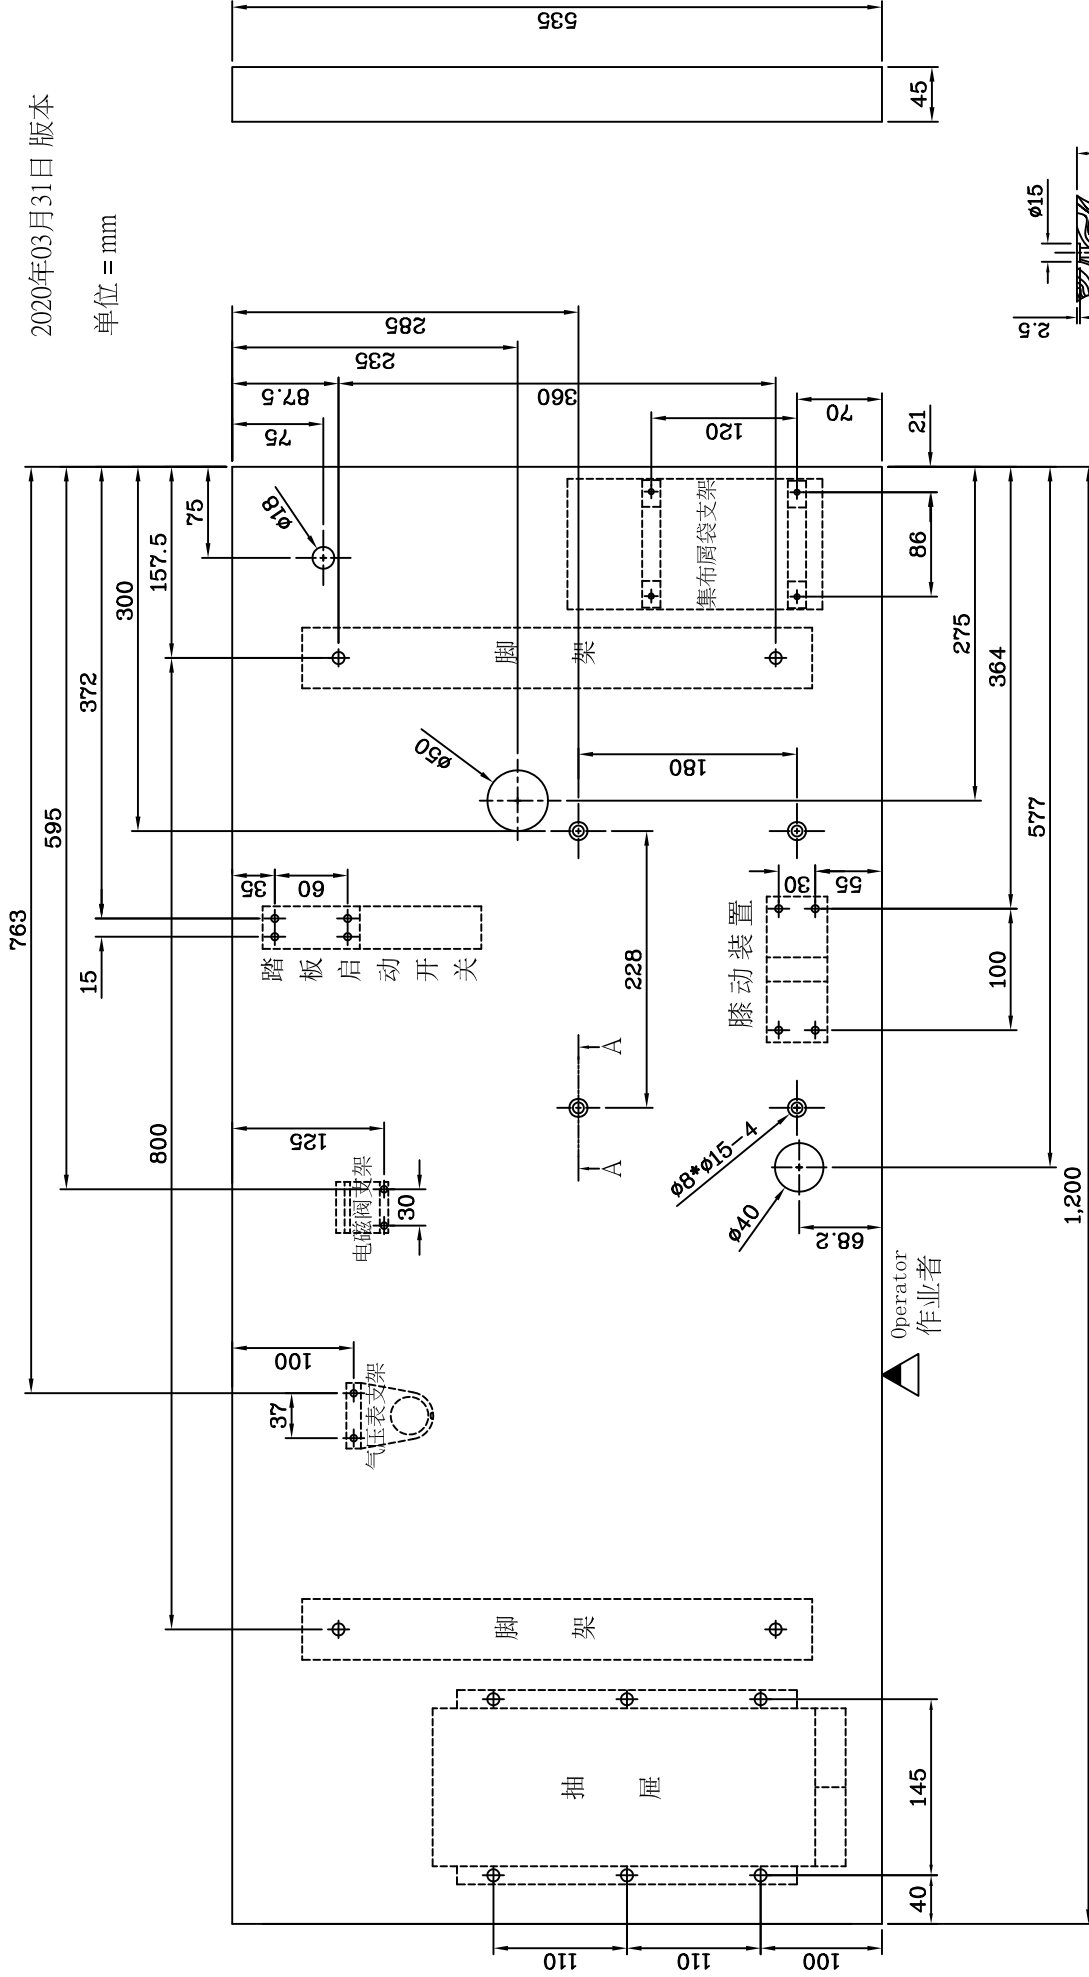 2020年03月31日 版本
单位 = mm
535
45
763
595
372
15
300
157.5
75
800
75
87.5
235
285
360
ø18
120
70
21
86
集布屑袋支架
脚 架
275
364
577
1,200
ø50
180
228
35
60
踏板启动开关
30
55
100
膝动装置
A
A
ø8*ø15-4
ø40
68.2
125
30
电磁阀支架
100
37
气压表支架
Operator
作业者
脚 架
抽 屉
145
40
110
110
100
ø15
2.5